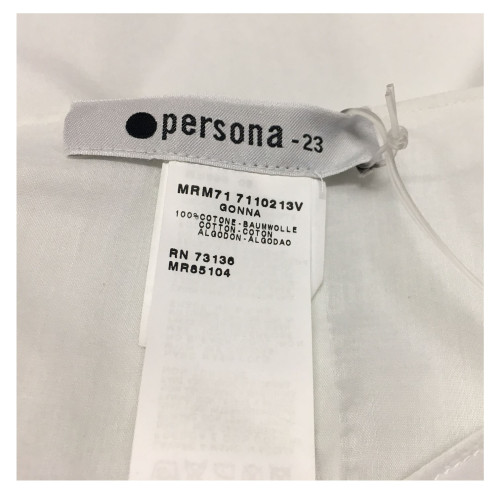 persona -23
MRM71 7110213V
GONNA
100%COTONE-BAUMWOLLE
COTTON-COTON
ALGODON-ALGODAO
RN 73136
MR85104